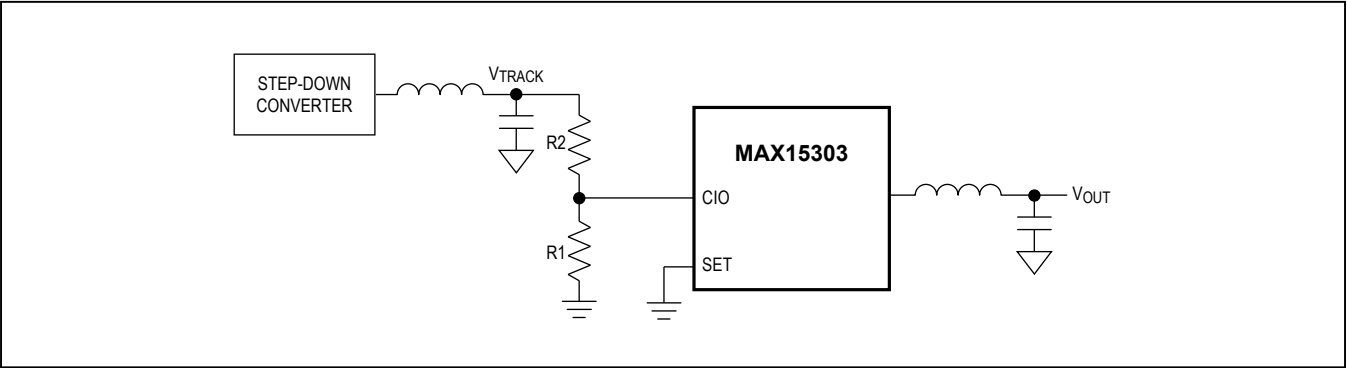 STEP-DOWN
CONVERTER
VTRACK
R2
MAX15303
CIO
VOUT
R1
SET